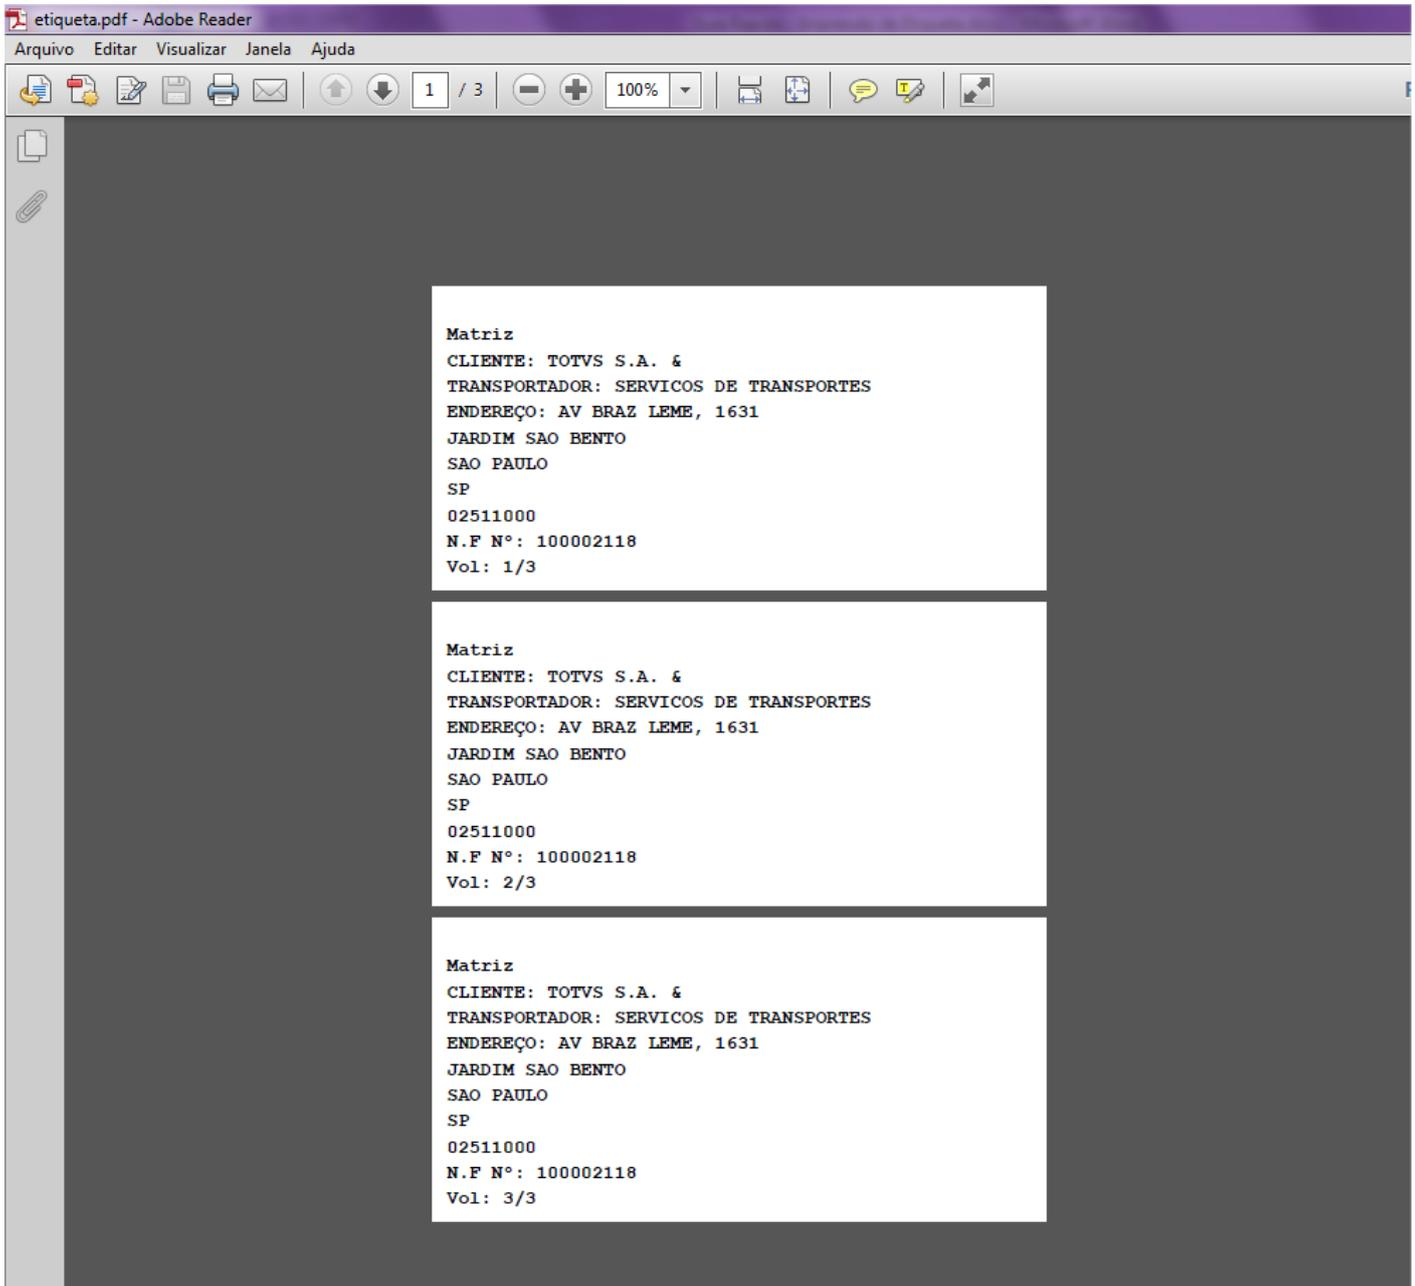 etiqueta.pdf - Adobe Reader
Arquivo Editar Visualizar Janela Ajuda
1 / 3 100%
Matriz
CLIENTE: TOTVS S.A. &
TRANSPORTADOR: SERVICOS DE TRANSPORTES
ENDEREÇO: AV BRAZ LEME, 1631
JARDIM SAO BENTO
SAO PAULO
SP
02511000
N.F N°: 100002118
Vol: 1/3
Matriz
CLIENTE: TOTVS S.A. &
TRANSPORTADOR: SERVICOS DE TRANSPORTES
ENDEREÇO: AV BRAZ LEME, 1631
JARDIM SAO BENTO
SAO PAULO
SP
02511000
N.F N°: 100002118
Vol: 2/3
Matriz
CLIENTE: TOTVS S.A. &
TRANSPORTADOR: SERVICOS DE TRANSPORTES
ENDEREÇO: AV BRAZ LEME, 1631
JARDIM SAO BENTO
SAO PAULO
SP
02511000
N.F N°: 100002118
Vol: 3/3